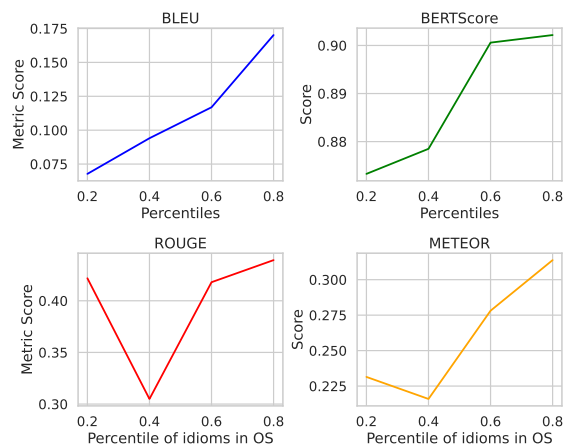 BLEU
Metric Score
0.175
0.150
0.125
0.100
0.075
0.2 0.4 0.6 0.8
Percentiles
BERTScore
Score
0.90
0.89
0.88
0.2 0.4 0.6 0.8
Percentiles
ROUGE
Metric Score
0.40
0.35
0.30
0.2 0.4 0.6 0.8
Percentile of idioms in OS
METEOR
Score
0.300
0.275
0.250
0.225
0.2 0.4 0.6 0.8
Percentile of idioms in OS